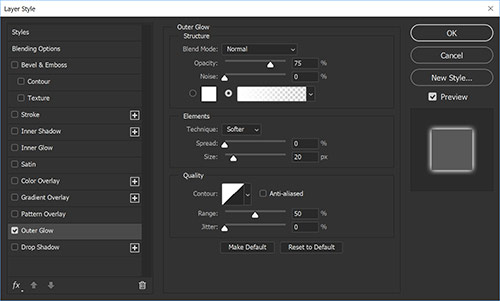 Layer Style
Styles
Blending Options
Bevel & Emboss
Contour
Texture
Stroke
Inner Shadow
Inner Glow
Satin
Color Overlay
Gradient Overlay
Pattern Overlay
Outer Glow
Drop Shadow
fx
Outer Glow
Structure
Blend Mode: Normal
Opacity: 75 %
Noise: 0 %
Elements
Technique: Softer
Spread: 0 %
Size: 20 px
Quality
Contour: Anti-aliased
Range: 50 %
Jitter: 0 %
Make Default Reset to Default
OK
Cancel
New Style...
Preview